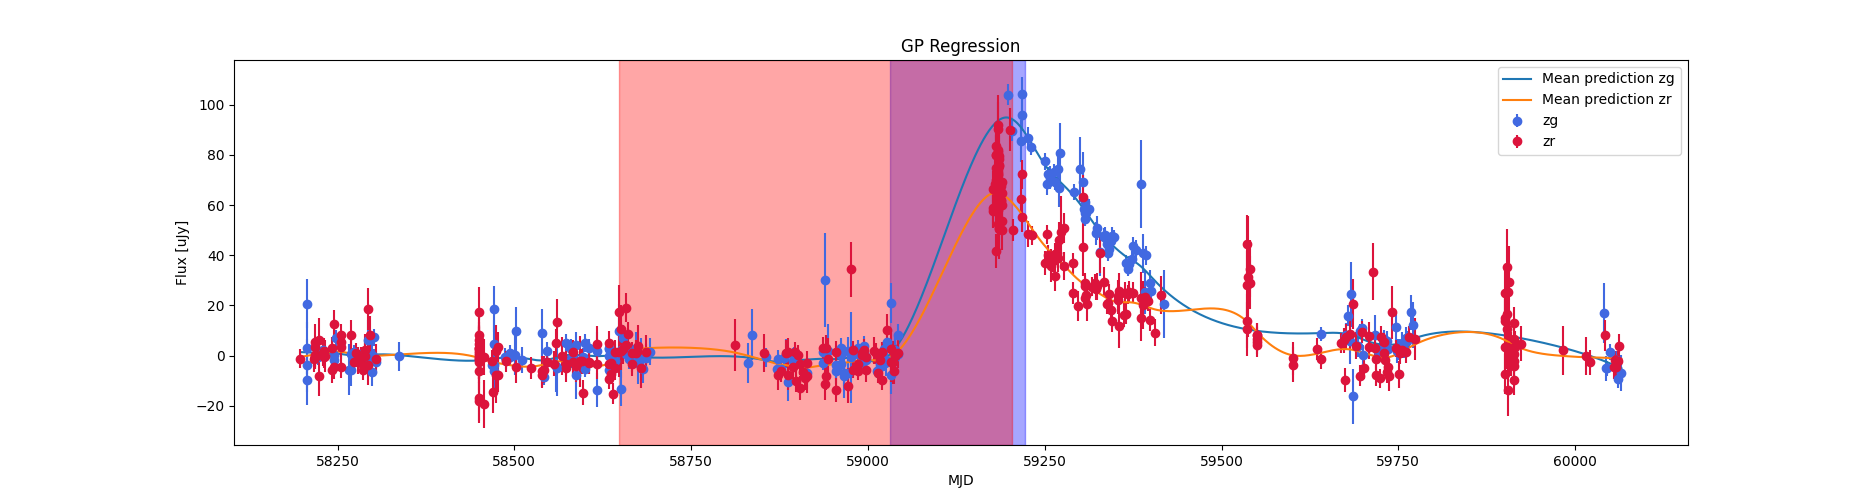 GP Regression
Flux [uJy]
100
80
60
40
20
0
−20
58250
58500
58750
59000
59250
59500
59750
60000
MJD
Mean prediction zg
Mean prediction zr
zg
zr